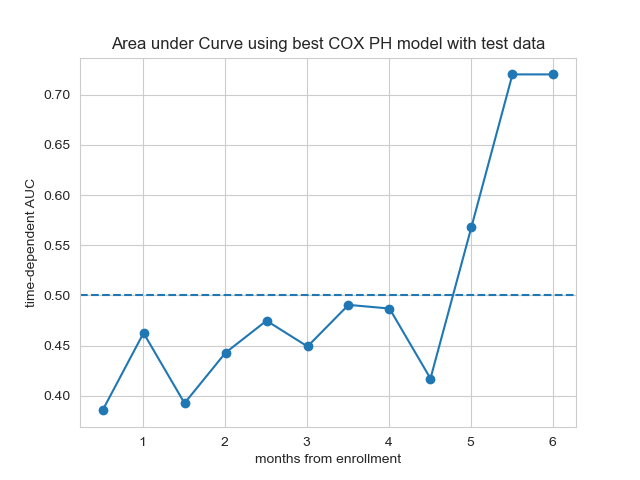 Area under Curve using best COX PH model with test data
time-dependent AUC
0.70
0.65
0.60
0.55
0.50
0.45
0.40
1 2 3 4 5 6
months from enrollment